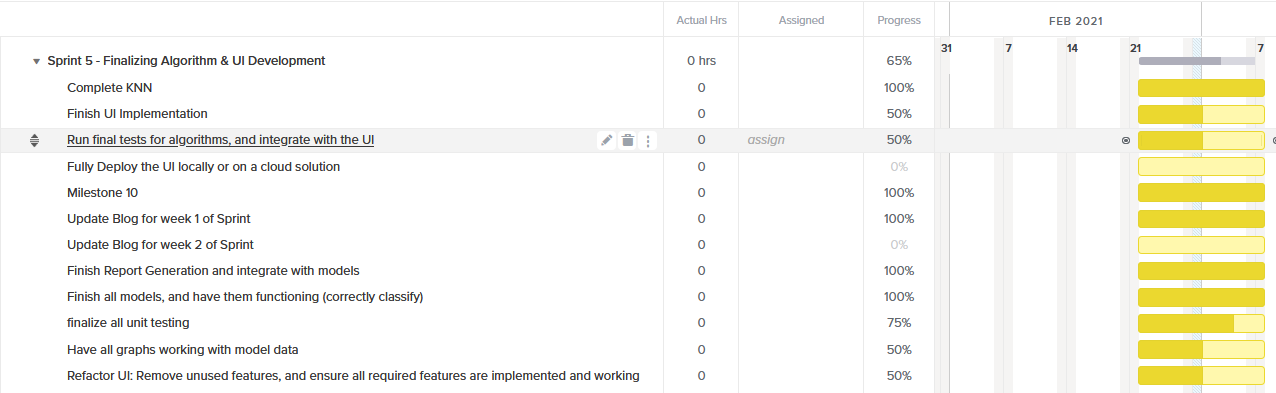 Actual Hrs Assigned Progress FEB 2021
31 7 14 21 7
Sprint 5 - Finalizing Algorithm & UI Development 0 hrs 65%
Complete KNN 0 100%
Finish UI Implementation 0 50%
Run final tests for algorithms, and integrate with the UI 0 assign 50%
Fully Deploy the UI locally or on a cloud solution 0 0%
Milestone 10 0 100%
Update Blog for week 1 of Sprint 0 100%
Update Blog for week 2 of Sprint 0 0%
Finish Report Generation and integrate with models 0 100%
Finish all models, and have them functioning (correctly classify) 0 100%
finalize all unit testing 0 75%
Have all graphs working with model data 0 50%
Refactor UI: Remove unused features, and ensure all required features are implemented and working 0 50%